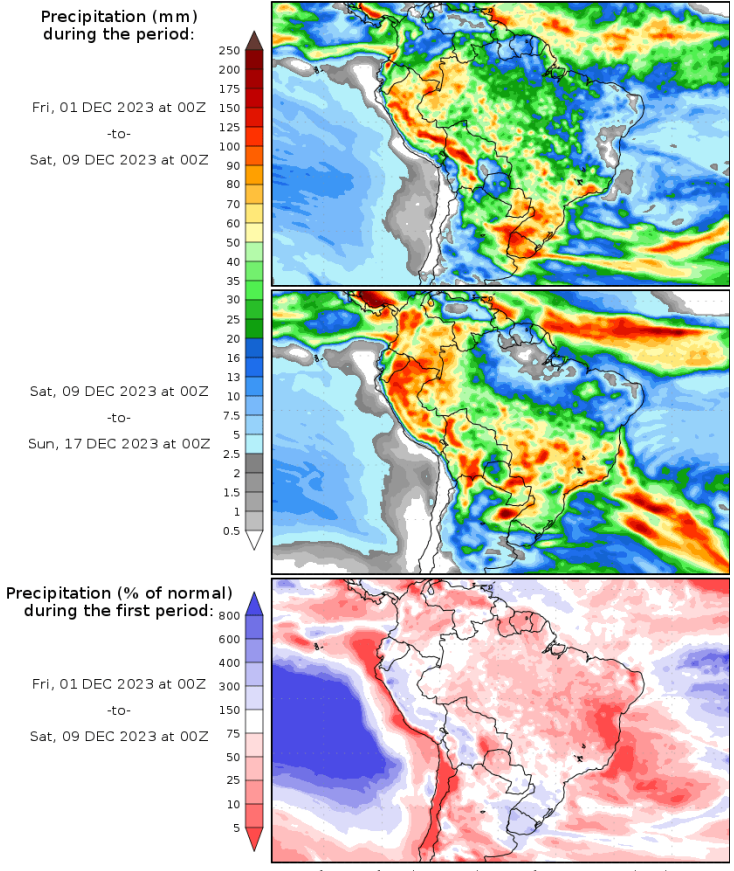 Precipitation (mm)
during the period:
250
200
175
150
125
100
90
80
70
60
50
40
35
30
25
20
16
13
10
7.5
5
2.5
2
1.5
1
0.5
Fri, 01 DEC 2023 at 00Z
-to-
Sat, 09 DEC 2023 at 00Z
Sat, 09 DEC 2023 at 00Z
-to-
Sun, 17 DEC 2023 at 00Z
Precipitation (% of normal)
during the first period:
800
600
400
300
150
75
50
25
10
5
Fri, 01 DEC 2023 at 00Z
-to-
Sat, 09 DEC 2023 at 00Z